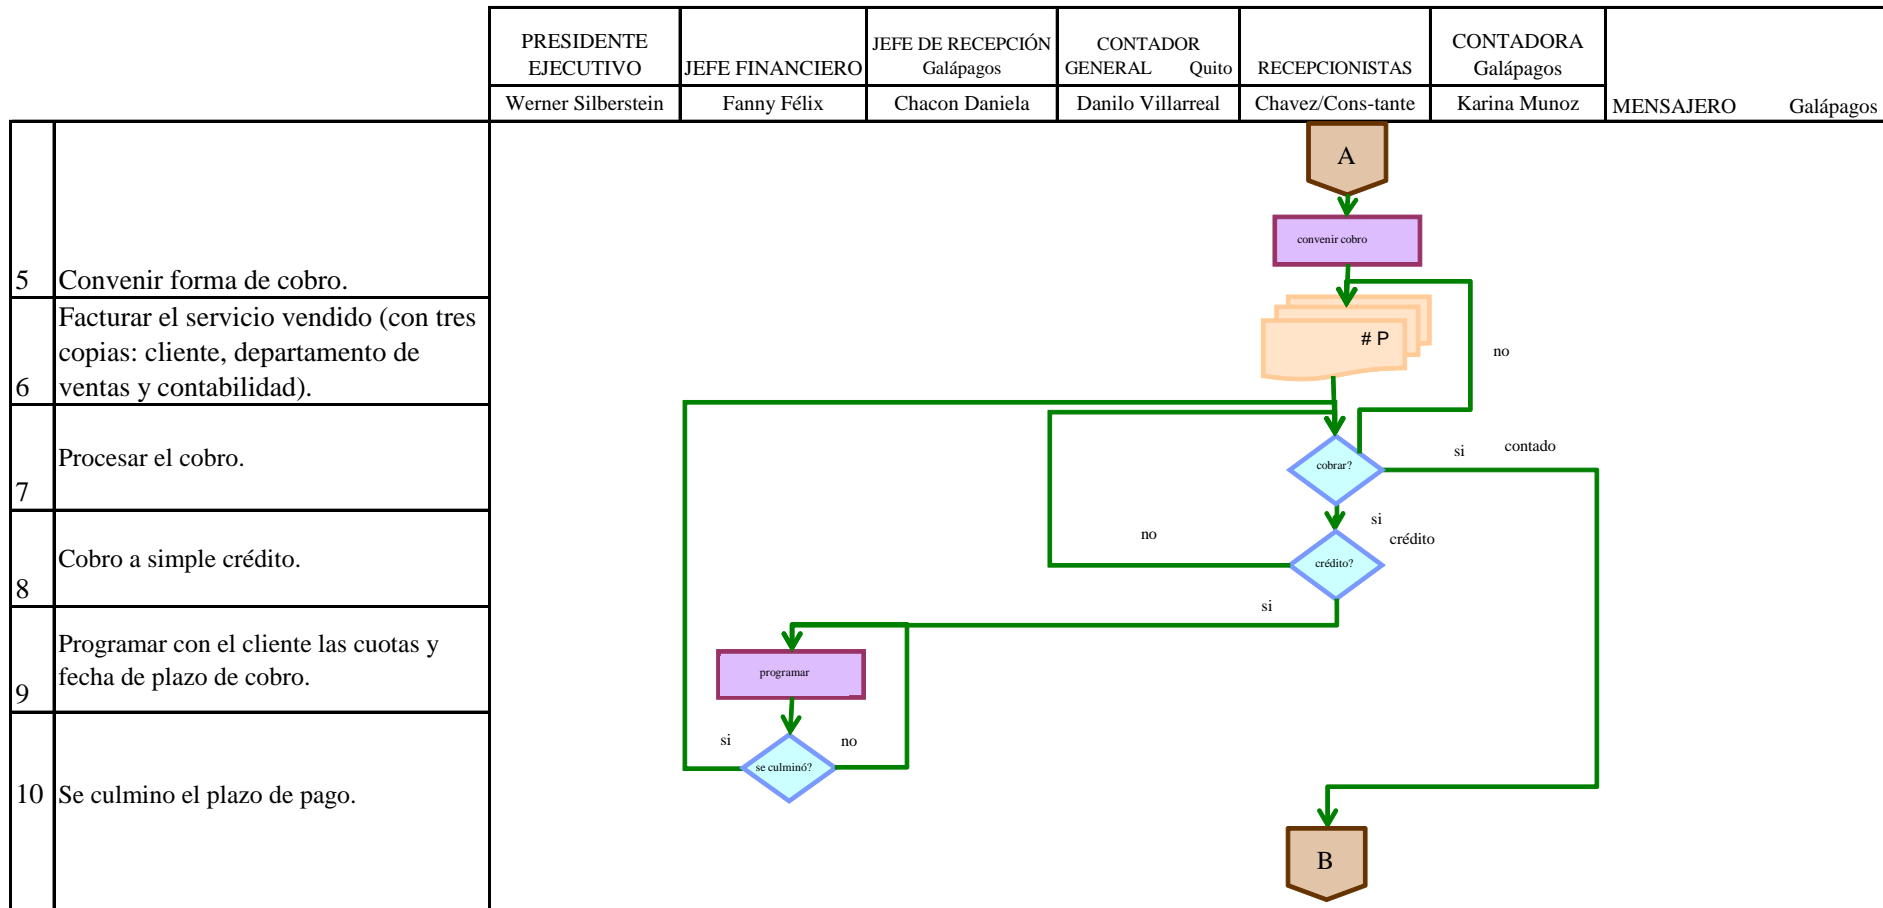 PRESIDENTE
EJECUTIVO
JEFE FINANCIERO
JEFE DE RECEPCIÓN
Galápagos
CONTADOR
GENERAL Quito
RECEPCIONISTAS
CONTADORA
Galápagos
MENSAJERO Galápagos
Werner Silberstein
Fanny Félix
Chacon Daniela
Danilo Villarreal
Chavez/Cons-tante
Karina Munoz
A
convenir cobro
5 Convenir forma de cobro.
Facturar el servicio vendido (con tres
copias: cliente, departamento de
6 ventas y contabilidad).
# P
no
Procesar el cobro.
7
cobrar?
si contado
si
crédito
Cobro a simple crédito.
8
no
crédito?
si
Programar con el cliente las cuotas y
fecha de plazo de cobro.
9
programar
si
no
se culminó?
10 Se culmino el plazo de pago.
B